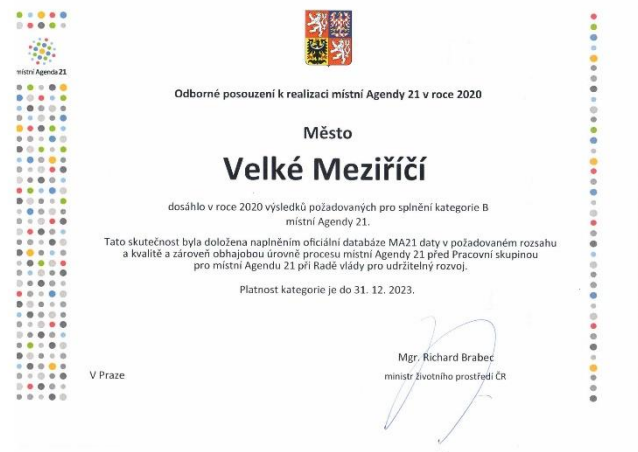 místní Agenda 21
Odborné posouzení k realizaci místní Agendy 21 v roce 2020
Město
Velké Meziříčí
dosáhlo v roce 2020 výsledků požadovaných pro splnění kategorie B
místní Agendy 21.
Tato skutečnost byla doložena naplněním oficiální databáze MA21 daty v požadovaném rozsahu
a kvalitě a zároveň obhajobou úrovně procesu místní Agendy 21 před Pracovní skupinou
pro místní Agendu 21 při Radě vlády pro udržitelný rozvoj.
Platnost kategorie je do 31. 12. 2023.
Mgr. Richard Brabec
V Praze
ministr životního prostředí ČR